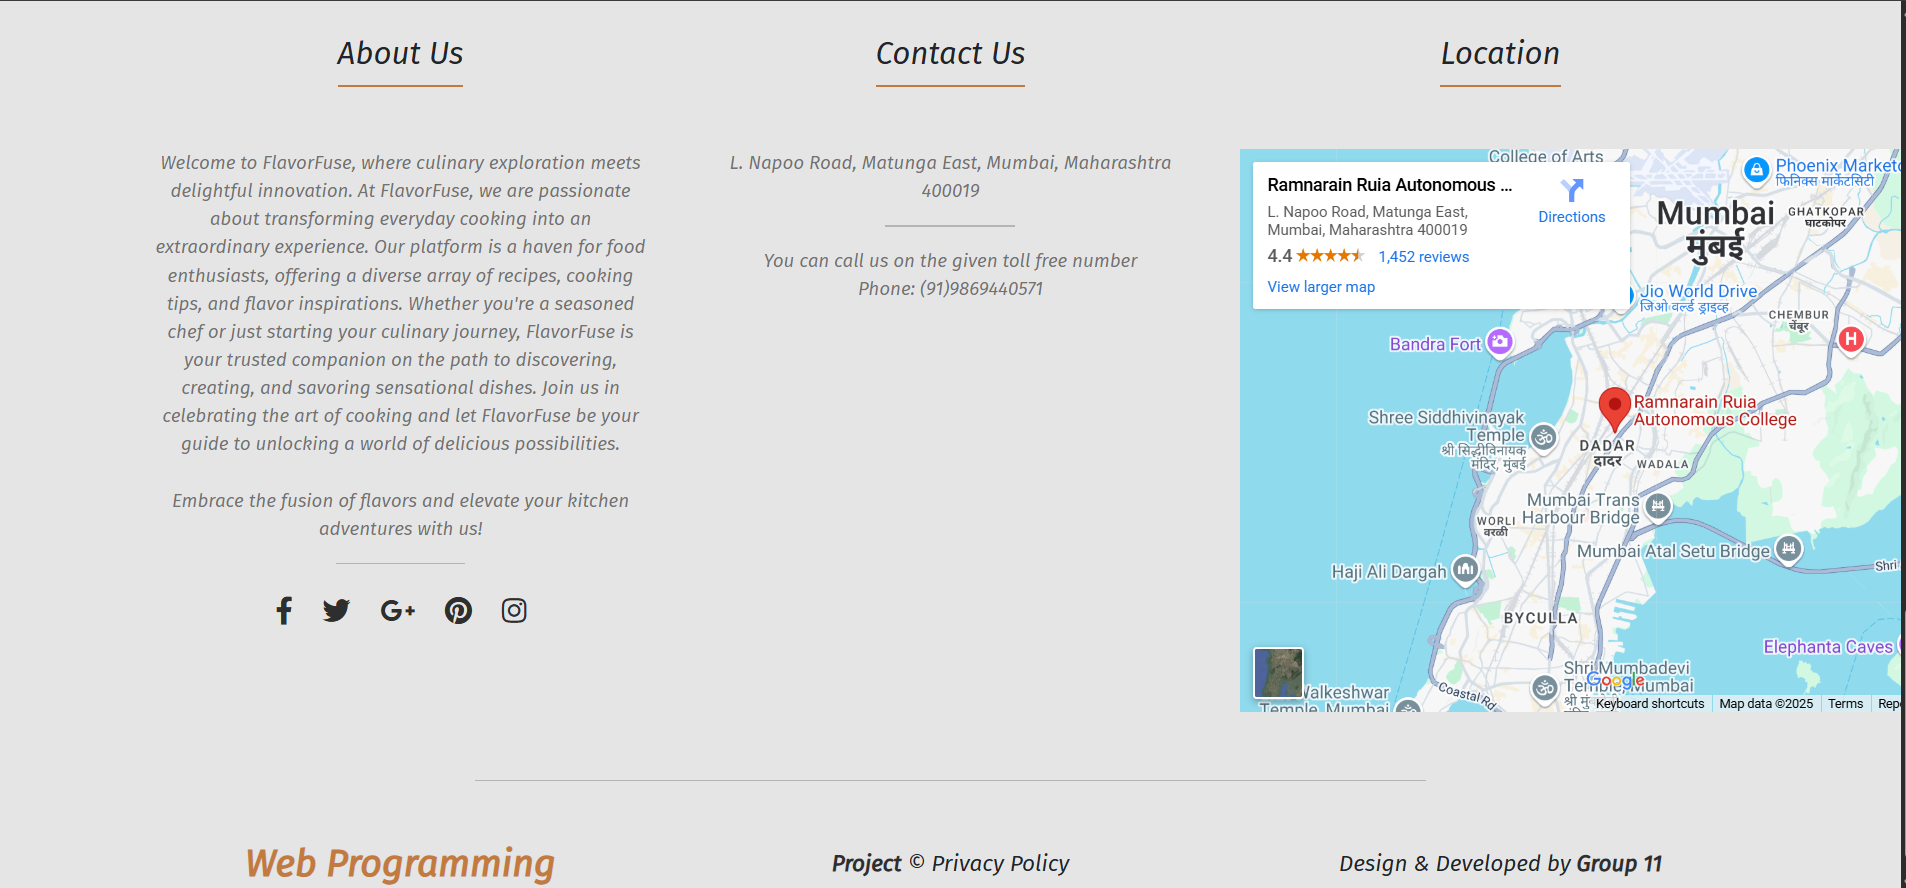 About Us
Contact Us
Location
Welcome to FlavorFuse, where culinary exploration meets
delightful innovation. At FlavorFuse, we are passionate
about transforming everyday cooking into an
extraordinary experience. Our platform is a haven for food
enthusiasts, offering a diverse array of recipes, cooking
tips, and flavor inspirations. Whether you're a seasoned
chef or just starting your culinary journey, FlavorFuse is
your trusted companion on the path to discovering,
creating, and savoring sensational dishes. Join us in
celebrating the art of cooking and let FlavorFuse be your
guide to unlocking a world of delicious possibilities.
Embrace the fusion of flavors and elevate your kitchen
adventures with us!
L. Napoo Road, Matunga East, Mumbai, Maharashtra
400019
You can call us on the given toll free number
Phone: (91)9869440571
College of Arts
Ramnarain Ruia Autonomous ...
L. Napoo Road, Matunga East,
Mumbai, Maharashtra 400019
4.4
1,452 reviews
View larger map
Directions
Phoenix Marketc
फिनिक्स मार्केटसिटी
Mumbai
मुंबई
GHATKOPAR
घाटकोपर
Jio World Drive
जिओ वर्ल्ड ड्राइव्ह
CHEMBUR
चेंबूर
H
Bandra Fort
Ramnarain Ruia
Autonomous College
Shree Siddhivinayak
Temple
श्री सिद्धीविनायक
मंदिर, मुंबई
DADAR
दादर
WADALA
Mumbai Trans
Harbour Bridge
WORLI
वरळी
Mumbai Atal Setu Bridge
Shri
Haji Ali Dargah
BYCULLA
Elephanta Caves
Shri Mumbadevi
Temple, Mumbai
Google
Walkeshwar
Temple, Mumbai
Coastal Rd
Keyboard shortcuts
Map data ©2025
Terms
Repo
Web Programming
Project © Privacy Policy
Design & Developed by Group 11